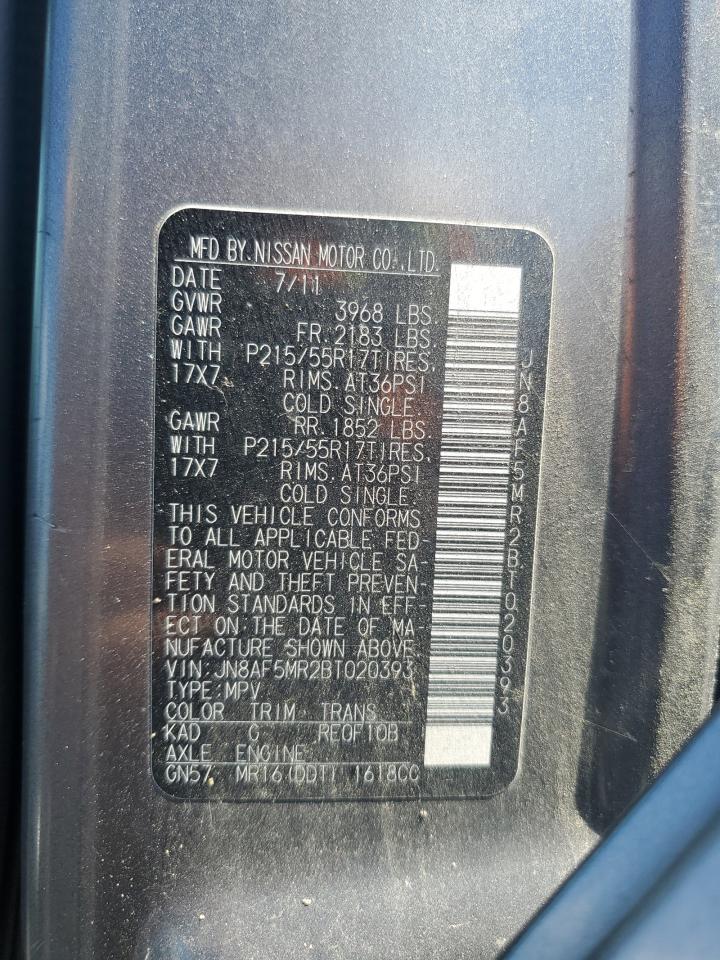 MFD BY.NISSAN MOTOR CO.,LTD.
DATE 7/11
GVWR 3968 LBS.
GAWR FR.2183 LBS.
WITH P215/55R17TIRES.
17X7 RIMS.AT36PSI
COLD SINGLE.
GAWR RR.1852 LBS.
WITH P215/55R17TIRES.
17X7 RIMS.AT36PSI
COLD SINGLE.
THIS VEHICLE CONFORMS
TO ALL APPLICABLE FED-
ERAL MOTOR VEHICLE SA-
FETY AND THEFT PREVEN-
TION STANDARDS IN EFF-
ECT ON THE DATE OF MA-
NUFACTURE SHOWN ABOVE.
VIN:JN8AF5MR2BT020393
TYPE:MPV
COLOR TRIM TRANS
KAD G RE0F10B
AXLE ENGINE
GN57 MR16(DDT) 1618CC
JN8AF5MR2BT020393